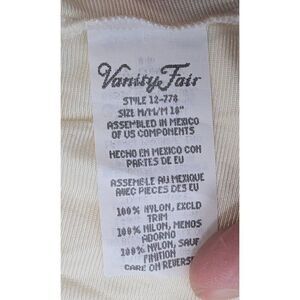 Vanity Fair
STYLE 12-778
SIZE M/M/M 18"
ASSEMBLED IN MEXICO
OF US COMPONENTS
HECHO EN MEXICO CON
PARTES DE EU
ASSEMBLE AU MEXIQUE
AVEC PIECES DES EU
100% NYLON, EXCLD
TRIM
100% NILON, MENOS
ADORNO
100% NYLON, SAUF
FINITION
CARE ON REVERSE